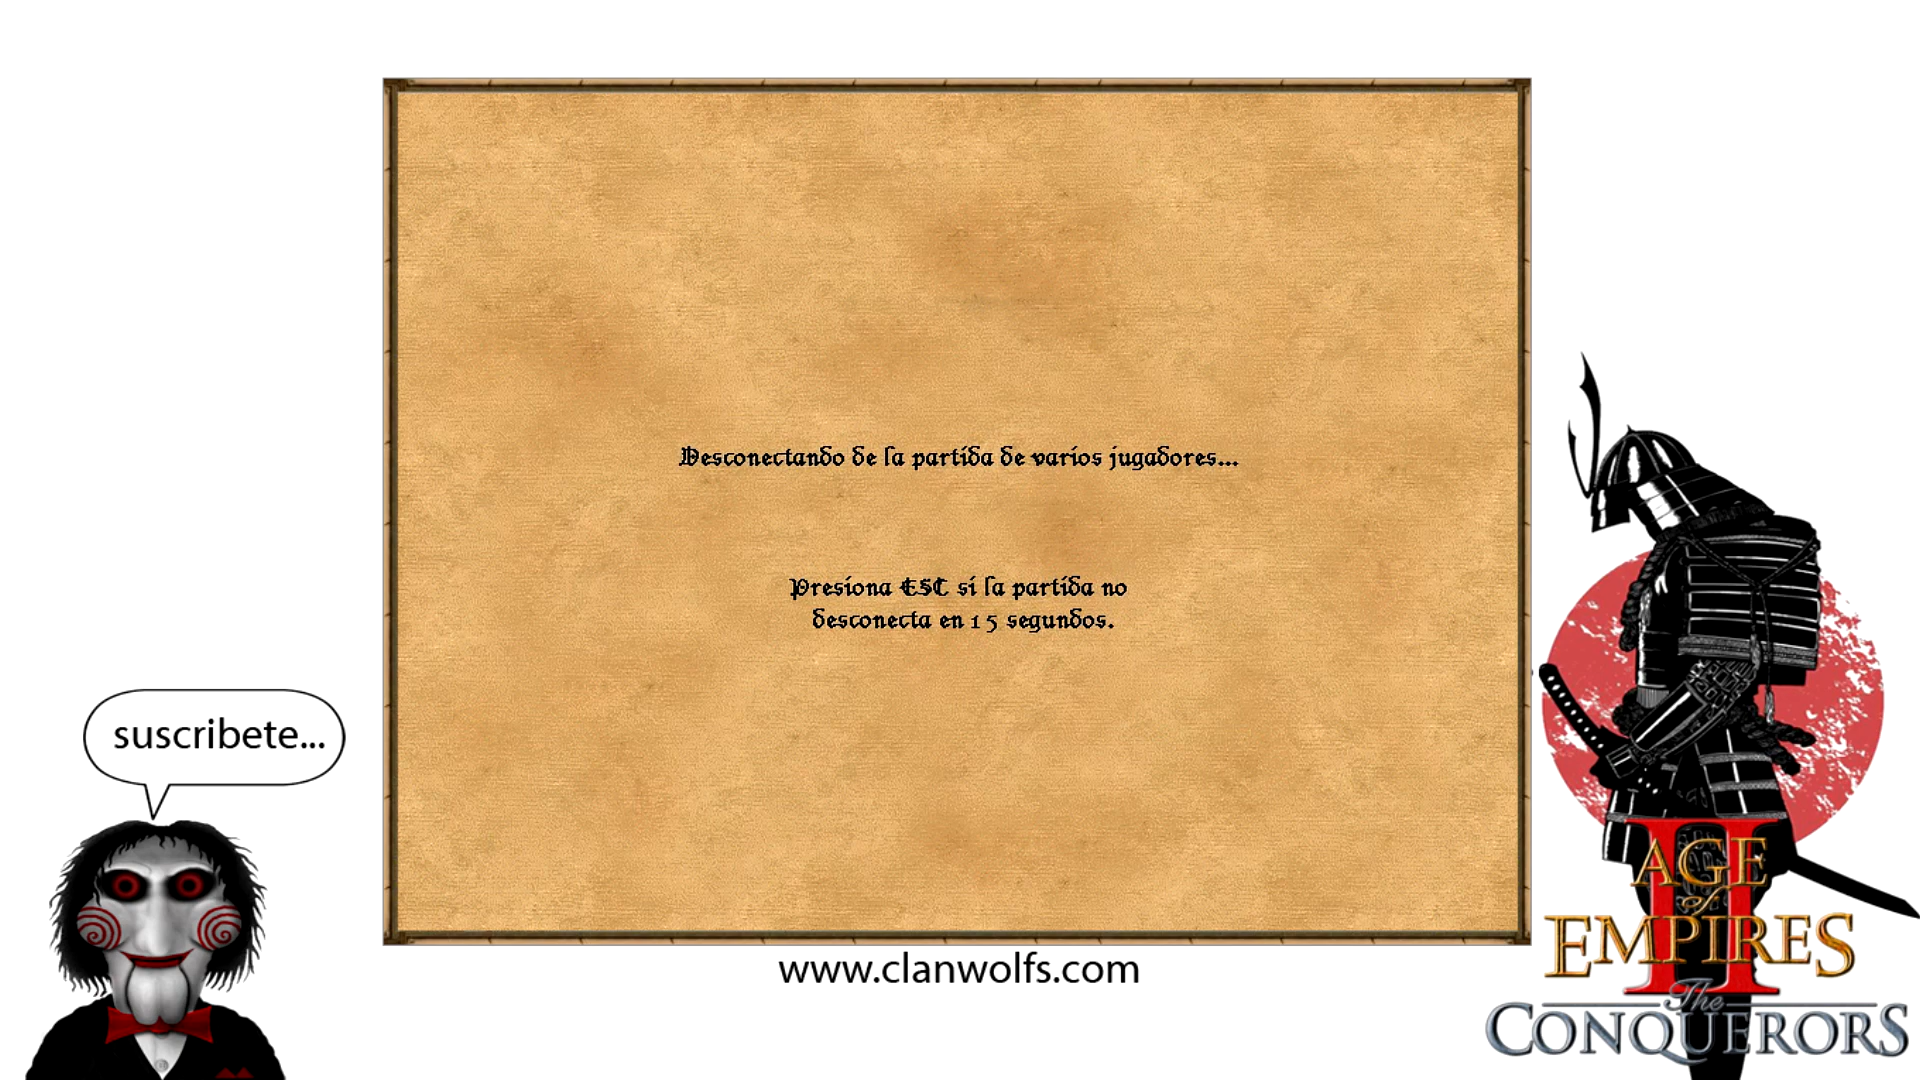 Desconectando de la partida de varios jugadores...
Presiona ESC si la partida no
desconecta en 15 segundos.
suscribete...
www.clanwolfs.com
II
AGE
of
EMPIRES
The
CONQUERORS